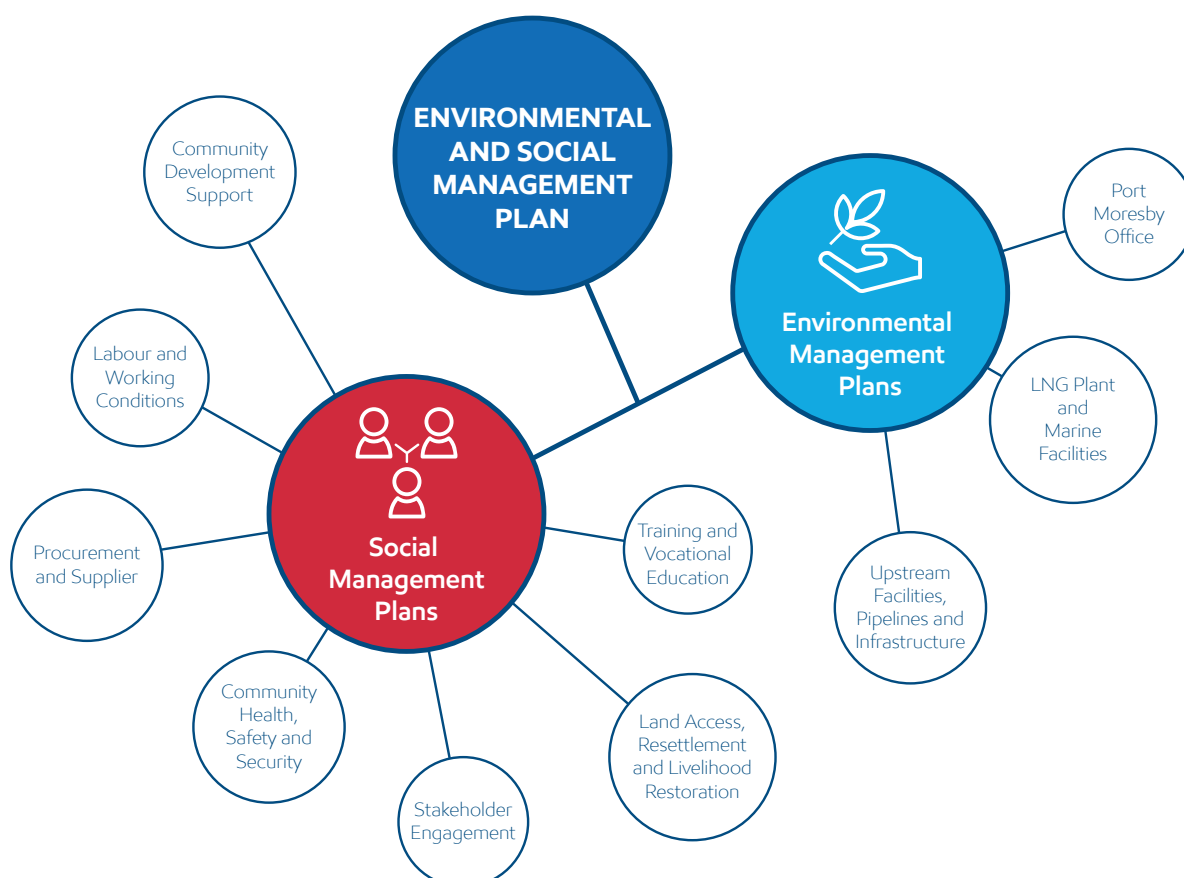 ENVIRONMENTAL
AND SOCIAL
MANAGEMENT
PLAN
Community
Development
Support
Port
Moresby
Office
Environmental
Management
Plans
Labour and
Working
Conditions
LNG Plant
and
Marine
Facilities
Social
Management
Plans
Procurement
and Supplier
Training and
Vocational
Education
Upstream
Facilities,
Pipelines and
Infrastructure
Community
Health,
Safety and
Security
Land Access,
Resettlement
and Livelihood
Restoration
Stakeholder
Engagement